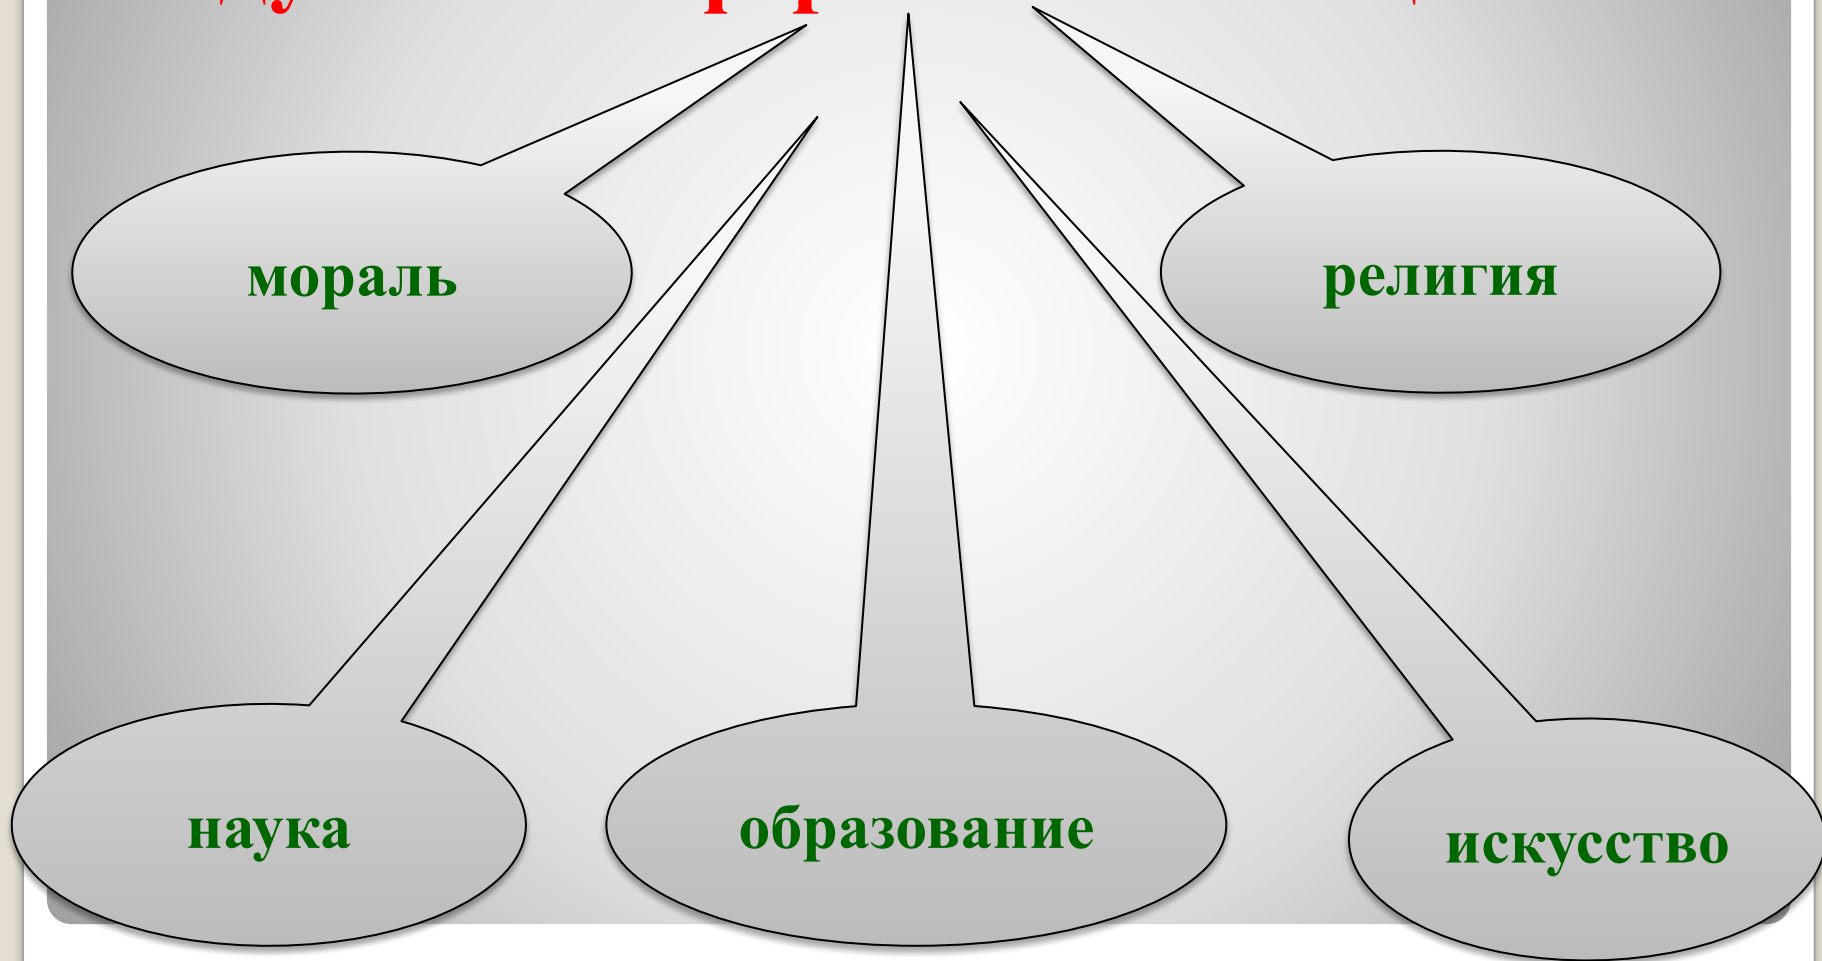 мораль
религия
наука
образование
искусство